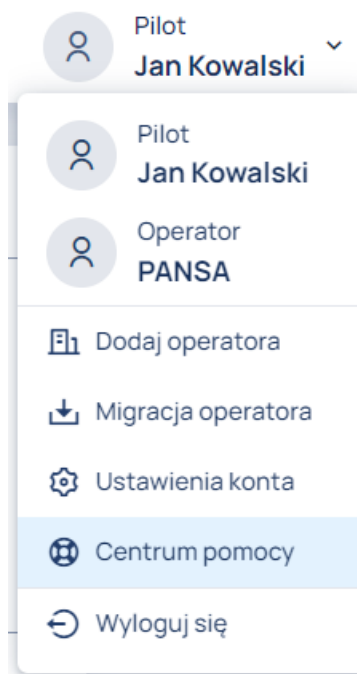 Pilot
Jan Kowalski
Pilot
Jan Kowalski
Operator
PANSA
Dodaj operatora
Migracja operatora
Ustawienia konta
Centrum pomocy
Wyloguj się